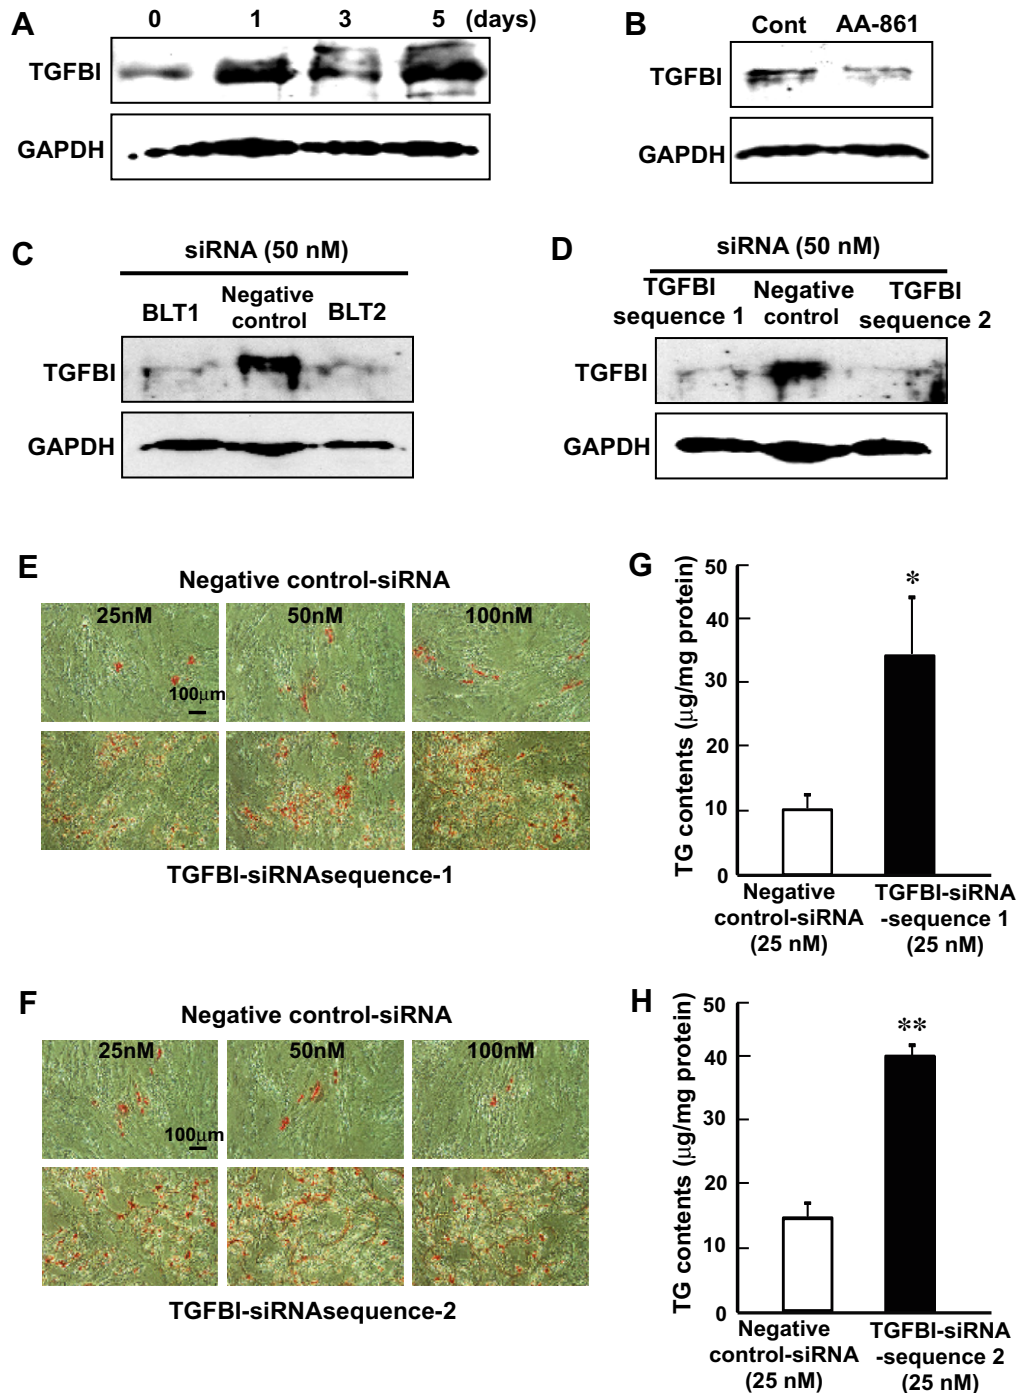 A
0 1 3 5 (days)
TGFBI
GAPDH
B
Cont AA-861
TGFBI
GAPDH
C
siRNA (50 nM)
BLT1 Negative control BLT2
TGFBI
GAPDH
D
siRNA (50 nM)
TGFBI sequence 1 Negative control TGFBI sequence 2
TGFBI
GAPDH
E
Negative control-siRNA
25nM 50nM 100nM
100μm
TGFBI-siRNAsequence-1
G
TG contents (μg/mg protein)
50
40
30
20
10
0
*
Negative control-siRNA (25 nM)
TGFBI-siRNA -sequence 1 (25 nM)
F
Negative control-siRNA
25nM 50nM 100nM
100μm
TGFBI-siRNAsequence-2
H
TG contents (μg/mg protein)
50
40
30
20
10
0
**
Negative control-siRNA (25 nM)
TGFBI-siRNA -sequence 2 (25 nM)